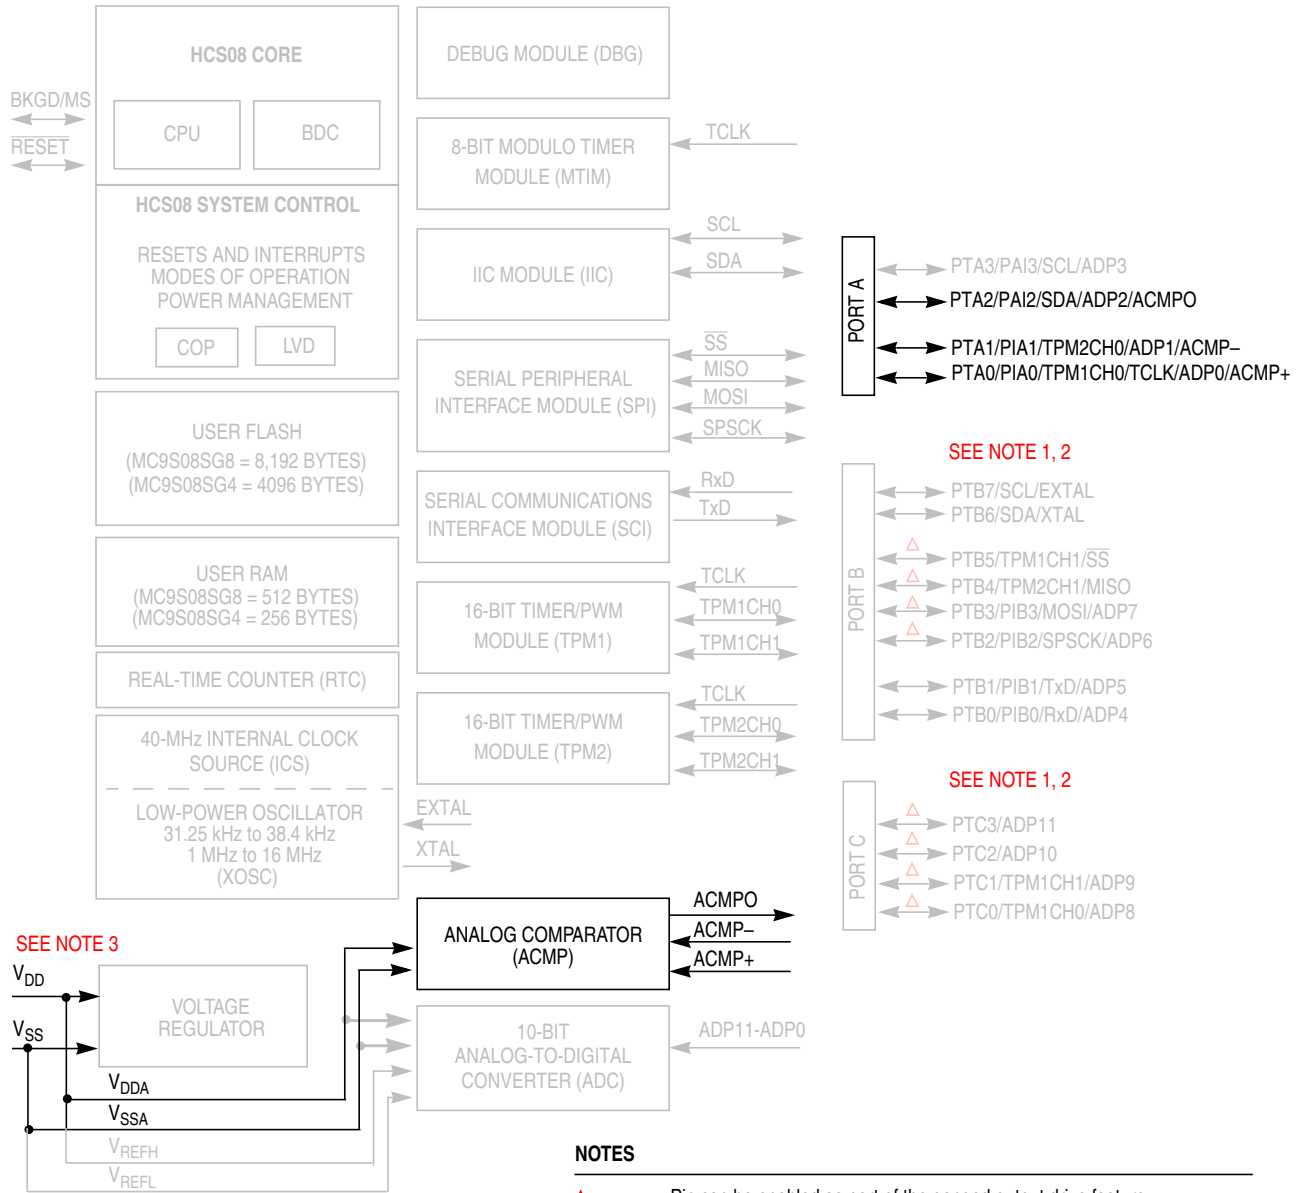 HCS08 CORE
BKGD/MS
RESET
CPU
BDC
HCS08 SYSTEM CONTROL
RESETS AND INTERRUPTS
MODES OF OPERATION
POWER MANAGEMENT
COP
LVD
USER FLASH
(MC9S08SG8 = 8,192 BYTES)
(MC9S08SG4 = 4096 BYTES)
USER RAM
(MC9S08SG8 = 512 BYTES)
(MC9S08SG4 = 256 BYTES)
REAL-TIME COUNTER (RTC)
40-MHz INTERNAL CLOCK
SOURCE (ICS)
LOW-POWER OSCILLATOR
31.25 kHz to 38.4 kHz
1 MHz to 16 MHz
(XOSC)
EXTAL
XTAL
SEE NOTE 3
VDD
VSS
VOLTAGE
REGULATOR
VDDA
VSSA
VREFH
VREFL
DEBUG MODULE (DBG)
8-BIT MODULO TIMER
MODULE (MTIM)
TCLK
IIC MODULE (IIC)
SCL
SDA
SERIAL PERIPHERAL
INTERFACE MODULE (SPI)
SS
MISO
MOSI
SPSCK
SERIAL COMMUNICATIONS
INTERFACE MODULE (SCI)
RxD
TxD
16-BIT TIMER/PWM
MODULE (TPM1)
TCLK
TPM1CH0
TPM1CH1
16-BIT TIMER/PWM
MODULE (TPM2)
TCLK
TPM2CH0
TPM2CH1
ANALOG COMPARATOR
(ACMP)
ACMPO
ACMP–
ACMP+
10-BIT
ANALOG-TO-DIGITAL
CONVERTER (ADC)
ADP11-ADP0
PORT A
PTA3/PAI3/SCL/ADP3
PTA2/PAI2/SDA/ADP2/ACMPO
PTA1/PIA1/TPM2CH0/ADP1/ACMP–
PTA0/PIA0/TPM1CH0/TCLK/ADP0/ACMP+
SEE NOTE 1, 2
PORT B
PTB7/SCL/EXTAL
PTB6/SDA/XTAL
PTB5/TPM1CH1/SS
PTB4/TPM2CH1/MISO
PTB3/PIB3/MOSI/ADP7
PTB2/PIB2/SPSCK/ADP6
PTB1/PIB1/TxD/ADP5
PTB0/PIB0/RxD/ADP4
SEE NOTE 1, 2
PORT C
PTC3/ADP11
PTC2/ADP10
PTC1/TPM1CH1/ADP9
PTC0/TPM1CH0/ADP8
NOTES